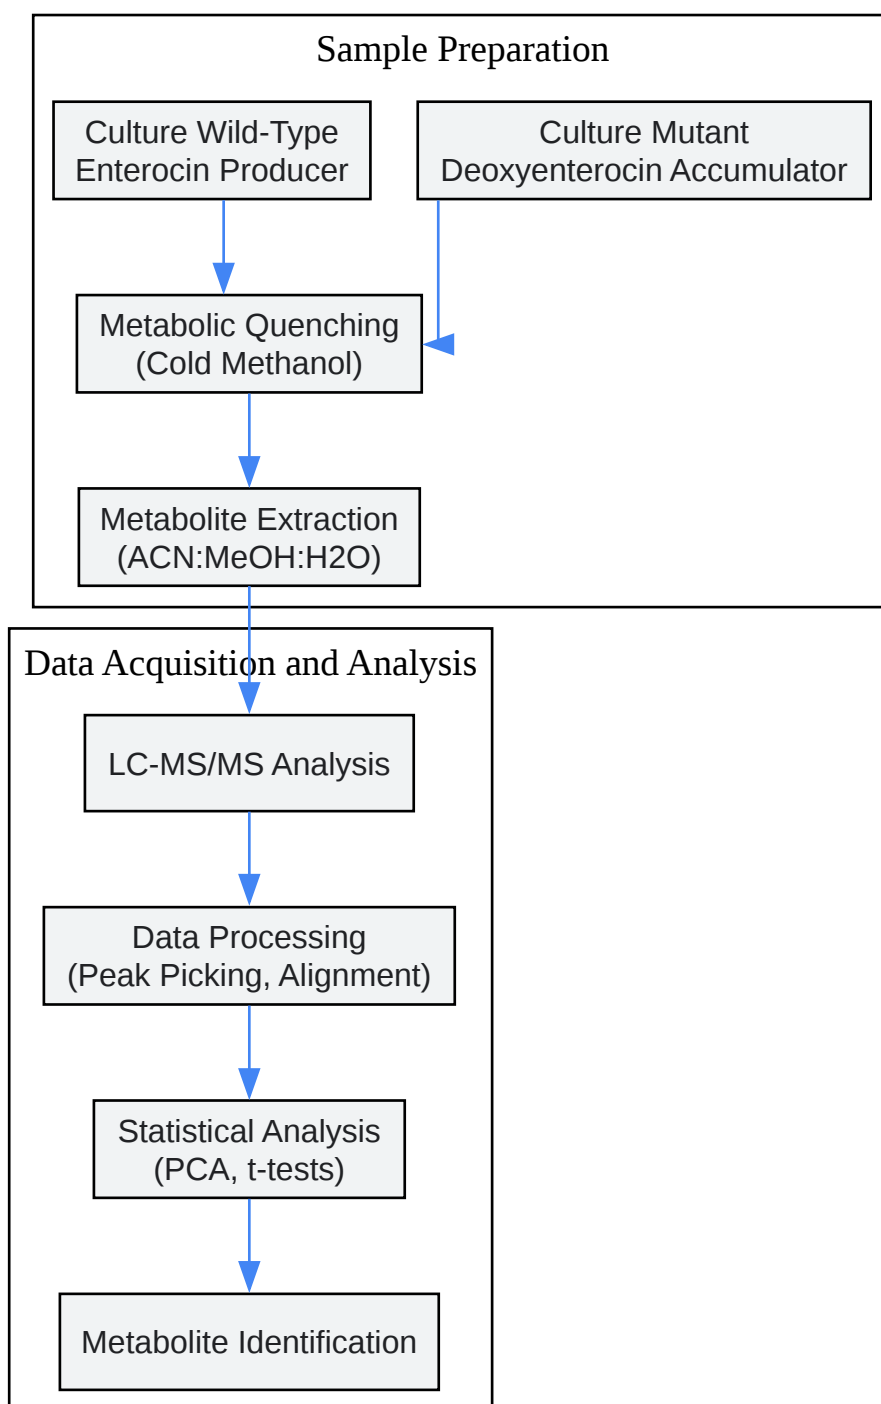 Sample Preparation
Culture Wild-Type
Enterocin Producer
Culture Mutant
Deoxyenterocin Accumulator
Metabolic Quenching
(Cold Methanol)
Metabolite Extraction
(ACN:MeOH:H2O)
Data Acquisition and Analysis
LC-MS/MS Analysis
Data Processing
(Peak Picking, Alignment)
Statistical Analysis
(PCA, t-tests)
Metabolite Identification